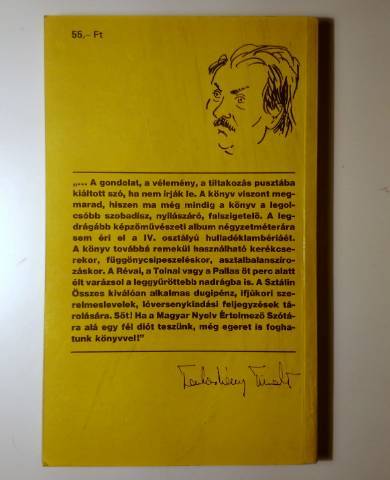 55,– Ft
„... A gondolat, a vélemény, a tiltakozás pusztába
kiáltott szó, ha nem írják le. A könyv viszont meg-
marad, hiszen ma még mindig a könyv a legol-
csóbb szobadísz, nyílászáró, falszigetelő. A leg-
drágább képzőművészeti album négyzetméterára
sem éri el a IV. osztályú hulladéklambériáét.
A könyv továbbá remekül használható kerékcse-
rekor, függönycsipeszeléskor, asztalbalanszíro-
záskor. A Révai, a Tolnai vagy a Pallas öt perc alatt
élt varázsol a leggyűröttebb nadrágba is. A Sztálin
Összes kiválóan alkalmas dugipénz, ifjúkori sze-
relmeslevelek, lóversenykiadási feljegyzések tá-
rolására. Sőt! Ha a Magyar Nyelv Értelmező Szótá-
ra alá egy fél diót teszünk, még egeret is fogha-
tunk könyvvel!”